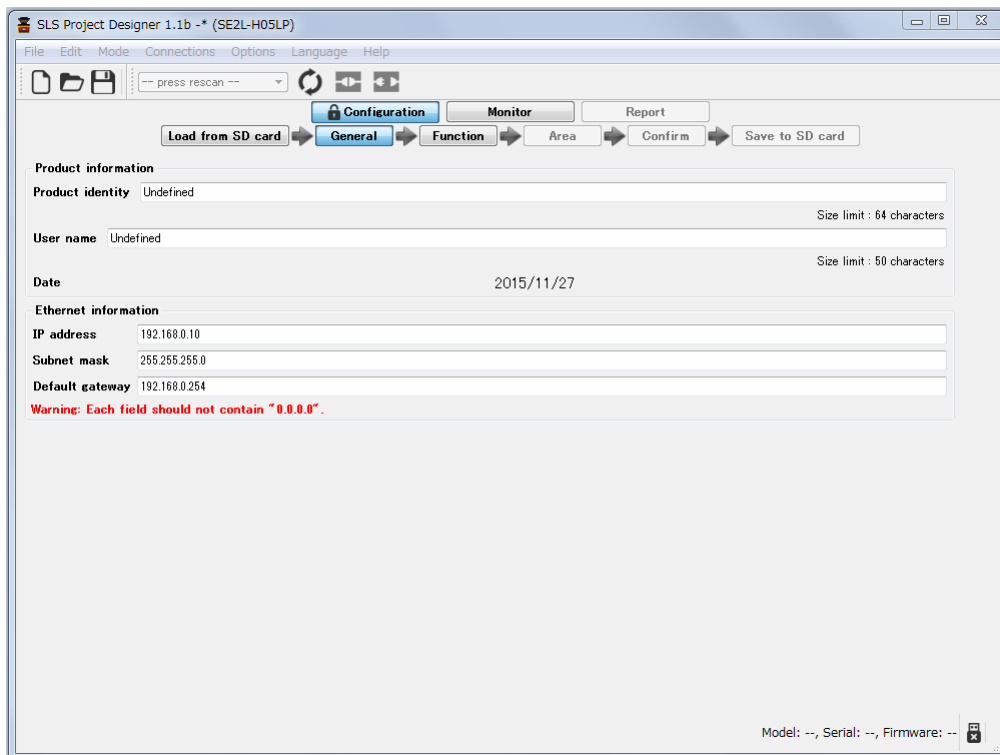 SLS Project Designer 1.1b -* (SE2L-H05LP)
File Edit Mode Connections Options Language Help
-- press rescan --
Configuration Monitor Report
Load from SD card General Function Area Confirm Save to SD card
Product information
Product identity Undefined
Size limit : 64 characters
User name Undefined
Size limit : 50 characters
Date 2015/11/27
Ethernet information
IP address 192.168.0.10
Subnet mask 255.255.255.0
Default gateway 192.168.0.254
Warning: Each field should not contain "0.0.0.0".
Model: --, Serial: --, Firmware: --